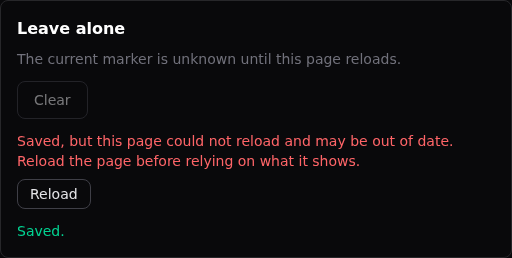 Leave alone
The current marker is unknown until this page reloads.
Clear
Saved, but this page could not reload and may be out of date.
Reload the page before relying on what it shows.
Reload
Saved.